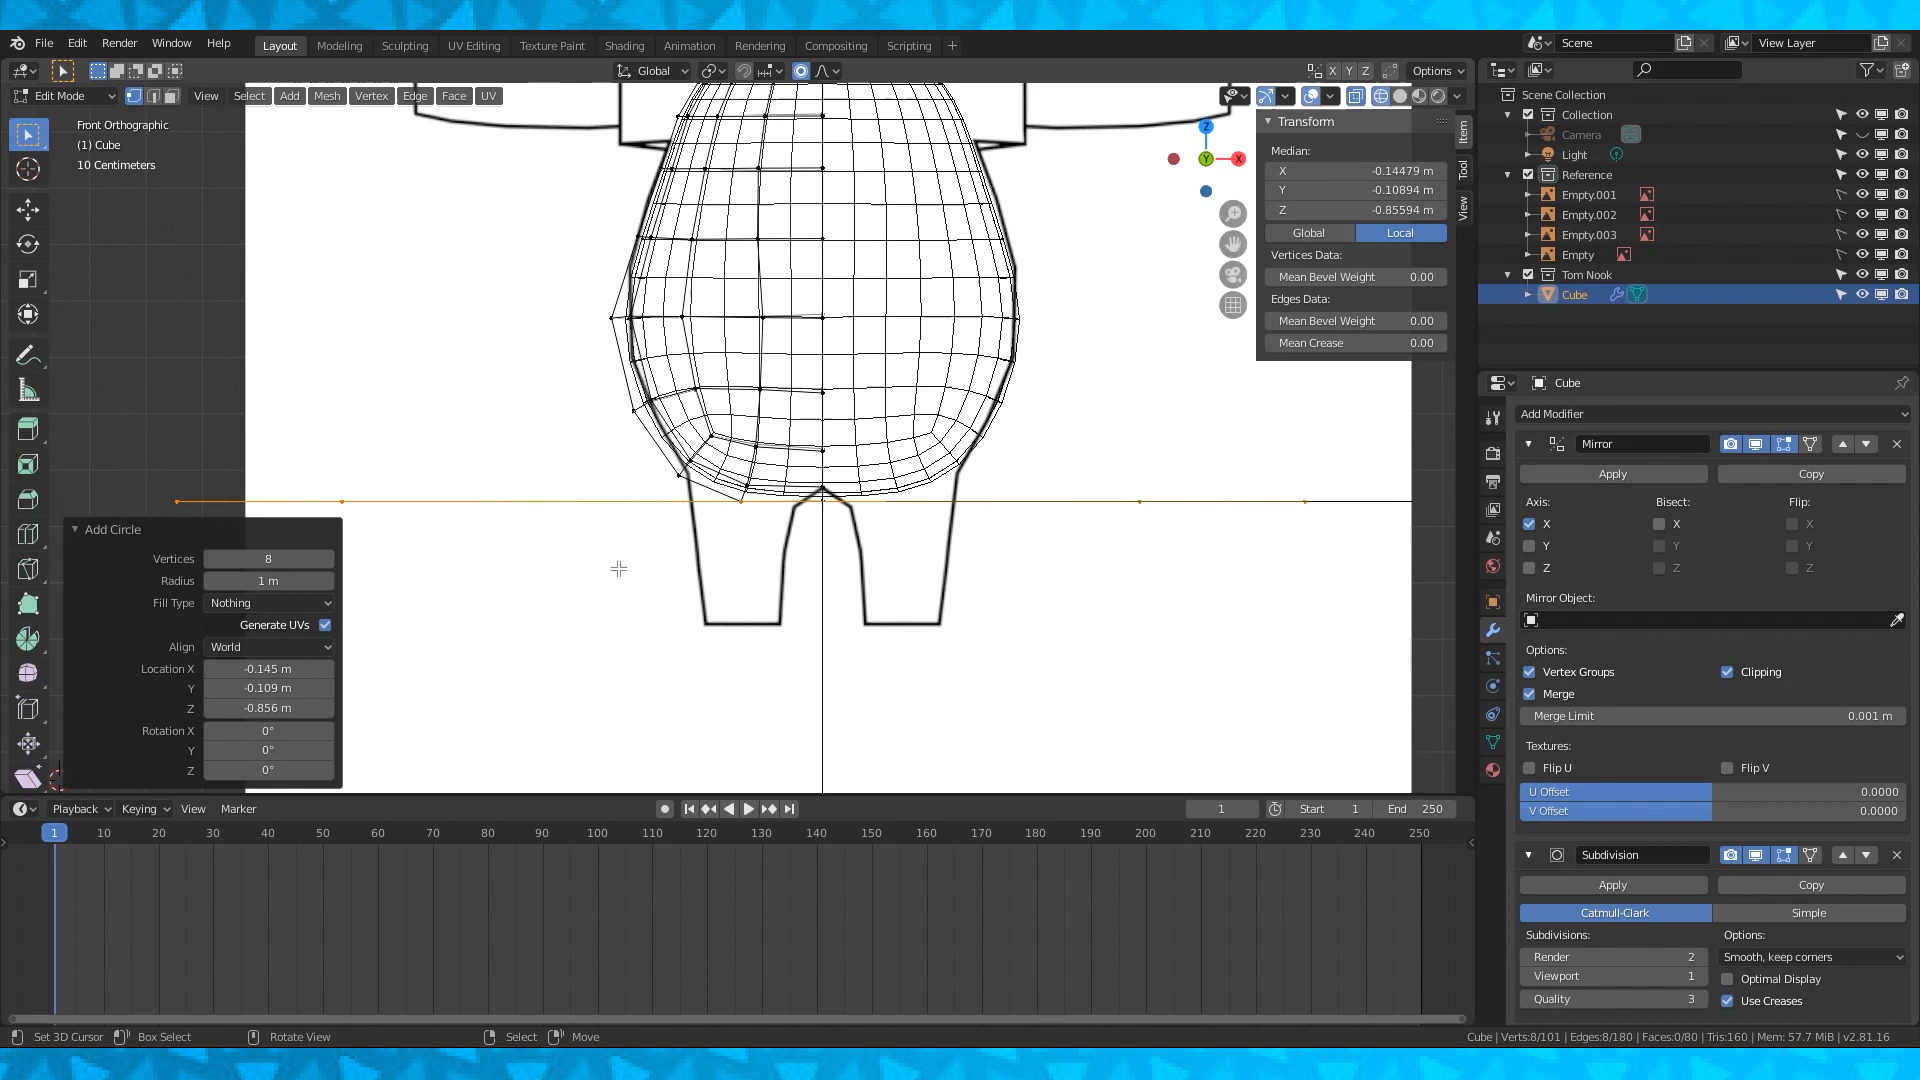 File Edit Render Window Help Layout Modeling Sculpting UV Editing Texture Paint Shading Animation Rendering Compositing Scripting + Scene View Layer
Global X Y Z Options
Edit Mode View Select Add Mesh Vertex Edge Face UV
Front Orthographic
(1) Cube
10 Centimeters
Z
Y X
Transform
Median:
X -0.14479 m
Y -0.10894 m
Z -0.85594 m
Global Local
Vertices Data:
Mean Bevel Weight 0.00
Edges Data:
Mean Bevel Weight 0.00
Mean Crease 0.00
Item
Tool
View
Scene Collection
Collection
Camera
Light
Reference
Empty.001
Empty.002
Empty.003
Empty
Tom Nook
Cube
Cube
Add Modifier
Mirror
Apply Copy
Axis: Bisect: Flip:
X X X
Y Y Y
Z Z Z
Mirror Object:
Options:
Vertex Groups Clipping
Merge
Merge Limit 0.001 m
Textures:
Flip U Flip V
U Offset 0.0000
V Offset 0.0000
Subdivision
Apply Copy
Catmull-Clark Simple
Subdivisions: Options:
Render 2 Smooth, keep corners
Viewport 1 Optimal Display
Quality 3 Use Creases
Add Circle
Vertices 8
Radius 1 m
Fill Type Nothing
Generate UVs
Align World
Location X -0.145 m
Y -0.109 m
Z -0.856 m
Rotation X 0°
Y 0°
Z 0°
Playback Keying View Marker 1 Start 1 End 250
1 10 20 30 40 50 60 70 80 90 100 110 120 130 140 150 160 170 180 190 200 210 220 230 240 250
Set 3D Cursor Box Select Rotate View Select Move Cube | Verts:8/101 | Edges:8/180 | Faces:0/80 | Tris:160 | Mem: 57.7 MiB | v2.81.16